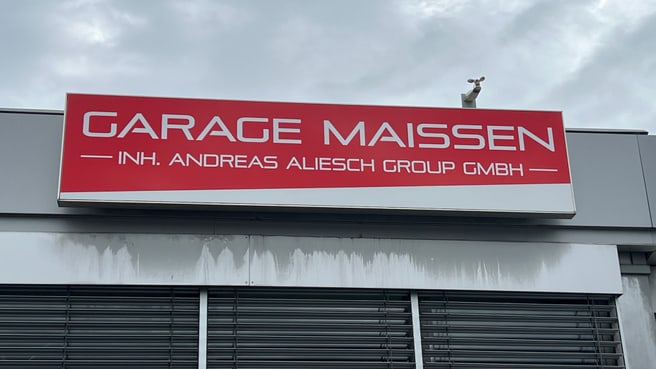 GARAGE MAISSEN
— INH. ANDREAS ALIESCH GROUP GMBH —